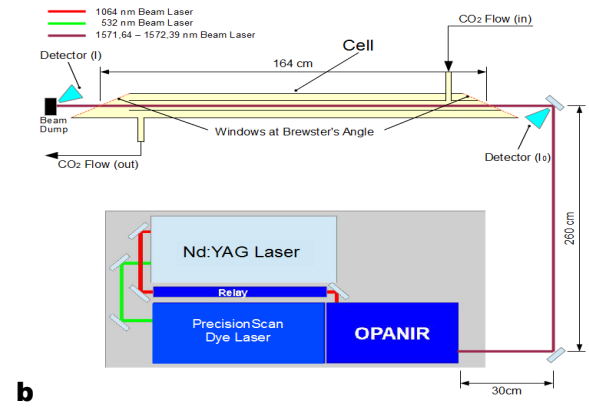 1064 nm Beam Laser
532 nm Beam Laser
1571,64 – 1572,39 nm Beam Laser
CO₂ Flow (in)
Detector (I)
Cell
164 cm
Beam
Dump
Windows at Brewster's Angle
CO₂ Flow (out)
Detector (I₀)
260 cm
Nd:YAG Laser
Relay
PrecisionScan
Dye Laser
OPANIR
30cm
b